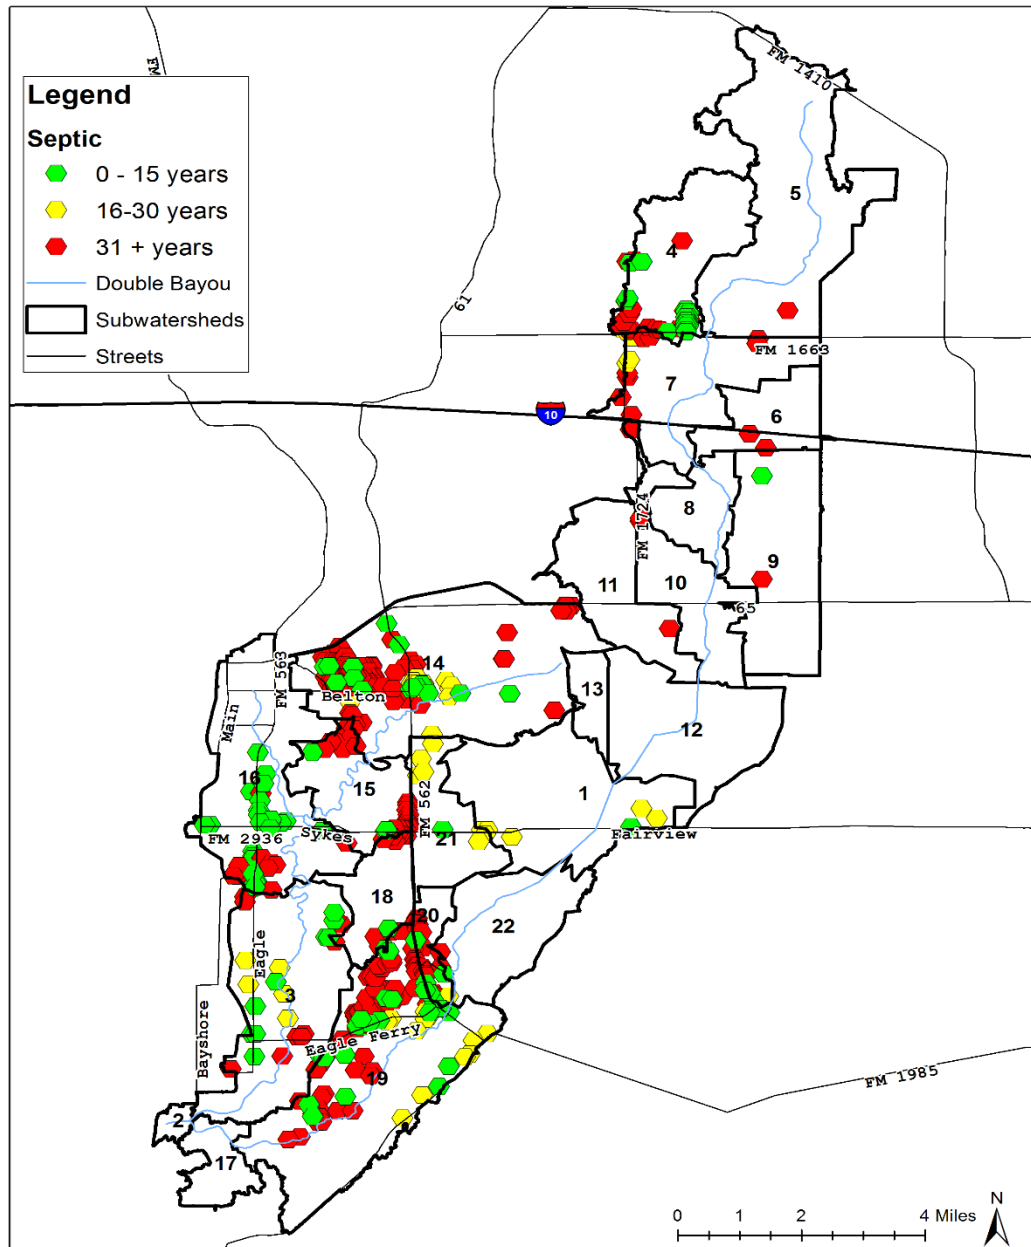 FM 1410
FM
Legend
Septic
0 - 15 years
16-30 years
31 + years
Double Bayou
Subwatersheds
Streets
5
4
61
FM 1663
7
6
10
8
FM 1724
9
11
10
65
14
FM 563
Belton
13
Main
12
16
15
1
FM 562
Fairview
FM 2936
Sykes
21
18
20
22
Eagle
3
Bayshore
Eagle Ferry
19
FM 1985
2
17
N
0 1 2 4 Miles